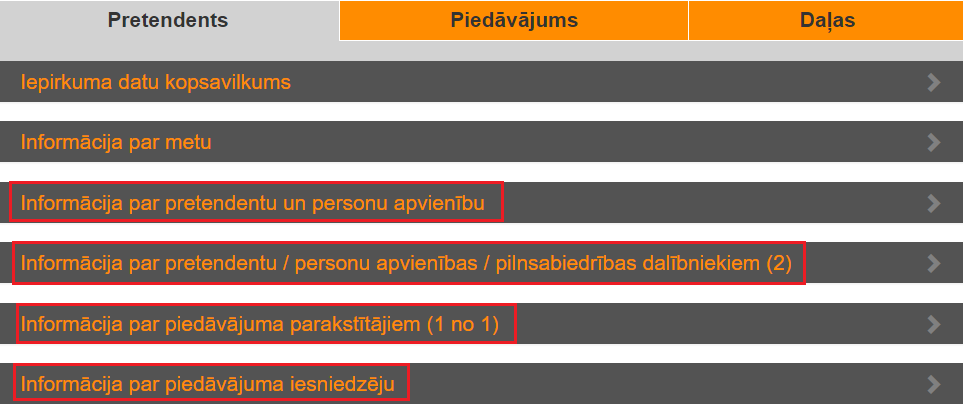 Pretendents
Piedāvājums
Daļas
Iepirkuma datu kopsavilkums
Informācija par metu
Informācija par pretendentu un personu apvienību
Informācija par pretendentu / personu apvienības / pilnsabiedrības dalībniekiem (2)
Informācija par piedāvājuma parakstītājiem (1 no 1)
Informācija par piedāvājuma iesniedzēju